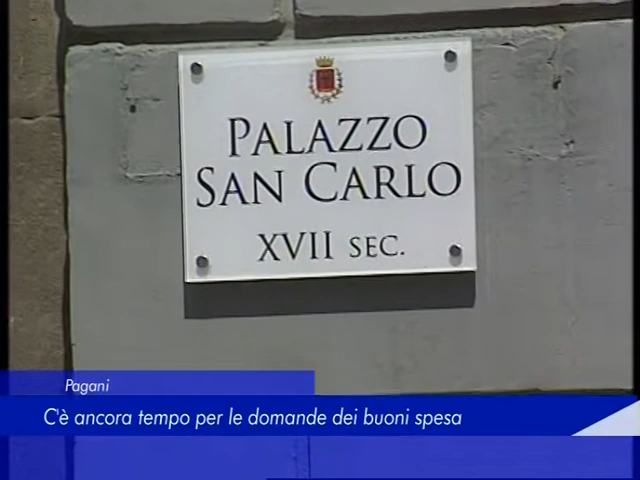 PALAZZO
SAN CARLO
XVII SEC.
Pagani
C'è ancora tempo per le domande dei buoni spesa